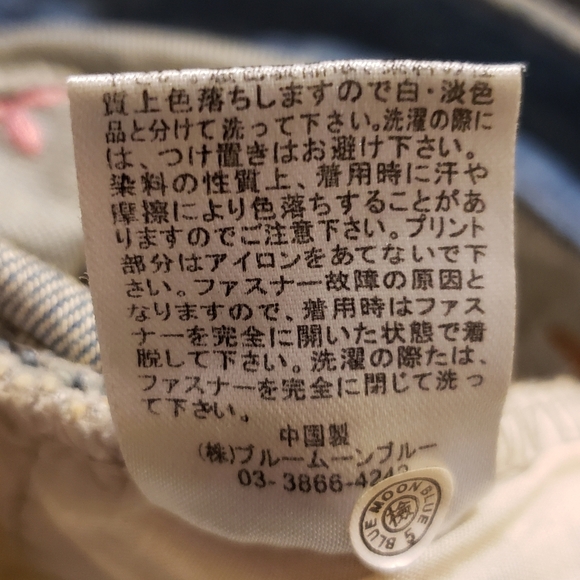 質上色落ちしますので白・淡色
品と分けて洗って下さい。洗濯の際に
は、つけ置きはお避け下さい。
染料の性質上、着用時に汗や
摩擦により色落ちすることがあ
りますのでご注意下さい。プリント
部分はアイロンをあてないで下
さい。ファスナー故障の原因と
なりますので、着用時はファス
ナーを完全に開いた状態で着
脱して下さい。洗濯の際たは、
ファスナーを完全に閉じて洗っ
て下さい。
中国製
(株)ブルームーンブルー
03-3866-4242
BLUE MOON BLUE
検
5